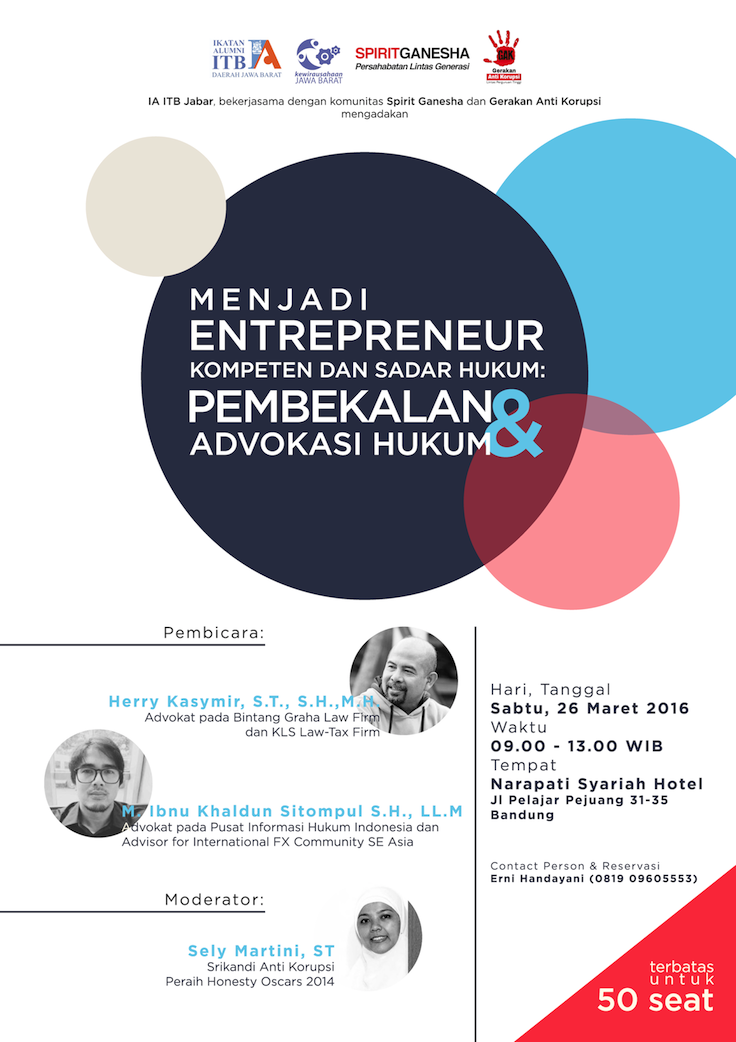 IKATAN
ALUMNI
ITB IA
DAERAH JAWA BARAT
kewirausahaan
JAWA BARAT
SPIRITGANESHA
Persahabatan Lintas Generasi
GAK
Gerakan
Anti Korupsi
Lintas Perguruan Tinggi
IA ITB Jabar, bekerjasama dengan komunitas Spirit Ganesha dan Gerakan Anti Korupsi
mengadakan
MENJADI
ENTREPRENEUR
KOMPETEN DAN SADAR HUKUM:
PEMBEKALAN &
ADVOKASI HUKUM
Pembicara:
Herry Kasymir, S.T., S.H.,M.H.
Advokat pada Bintang Graha Law Firm
dan KLS Law-Tax Firm
M. Ibnu Khaldun Sitompul S.H., LL.M
Advokat pada Pusat Informasi Hukum Indonesia dan
Advisor for International FX Community SE Asia
Moderator:
Sely Martini, ST
Srikandi Anti Korupsi
Peraih Honesty Oscars 2014
Hari, Tanggal
Sabtu, 26 Maret 2016
Waktu
09.00 - 13.00 WIB
Tempat
Narapati Syariah Hotel
Jl Pelajar Pejuang 31-35
Bandung
Contact Person & Reservasi
Erni Handayani (0819 09605553)
terbatas
untuk
50 seat